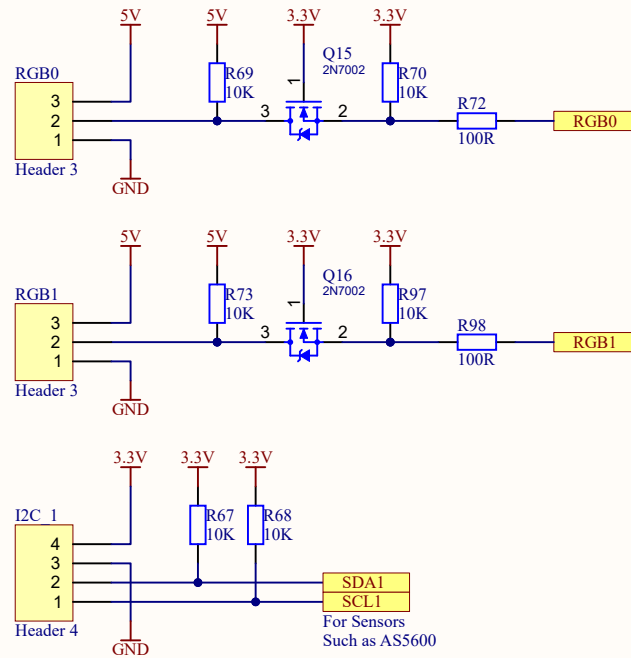 5V
5V
3.3V
3.3V
RGB0
3
2
1
Header 3
GND
R69
10K
3
1
Q15
2N7002
2
R70
10K
R72
100R
RGB0
5V
5V
3.3V
3.3V
RGB1
3
2
1
Header 3
GND
R73
10K
3
1
Q16
2N7002
2
R97
10K
R98
100R
RGB1
3.3V
3.3V
3.3V
I2C_1
4
3
2
1
Header 4
GND
R67
10K
R68
10K
SDA1
SCL1
For Sensors
Such as AS5600